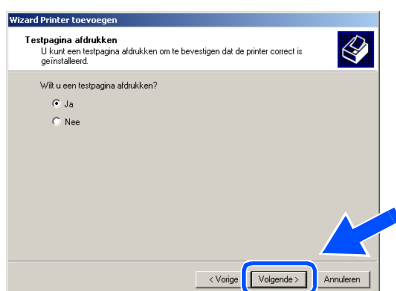 Wizard Printer toevoegen
Testpagina afdrukken
U kunt een testpagina afdrukken om te bevestigen dat de printer correct is
geïnstalleerd.
Wilt u een testpagina afdrukken?
Ja
Nee
< Vorige
Volgende >
Annuleren